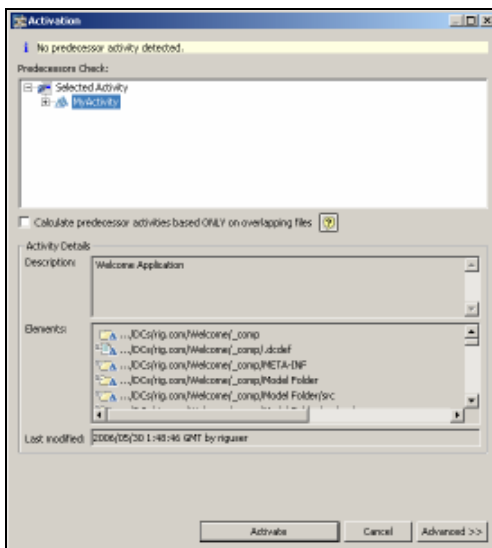 Activation
No predecessor activity detected.
Predecessors Check:
Selected Activity
MyActivity
Calculate predecessor activities based ONLY on overlapping files
Activity Details
Description:
Welcome Application
Elements:
.../DCs/rig.com/Welcome/_comp
.../DCs/rig.com/Welcome/_comp/.dcdef
.../DCs/rig.com/Welcome/_comp/META-INF
.../DCs/rig.com/Welcome/_comp/Model Folder
.../DCs/rig.com/Welcome/_comp/Model Folder/src
Last modified:
2006/05/30 1:48:46 GMT by riguser
Activate
Cancel
Advanced >>